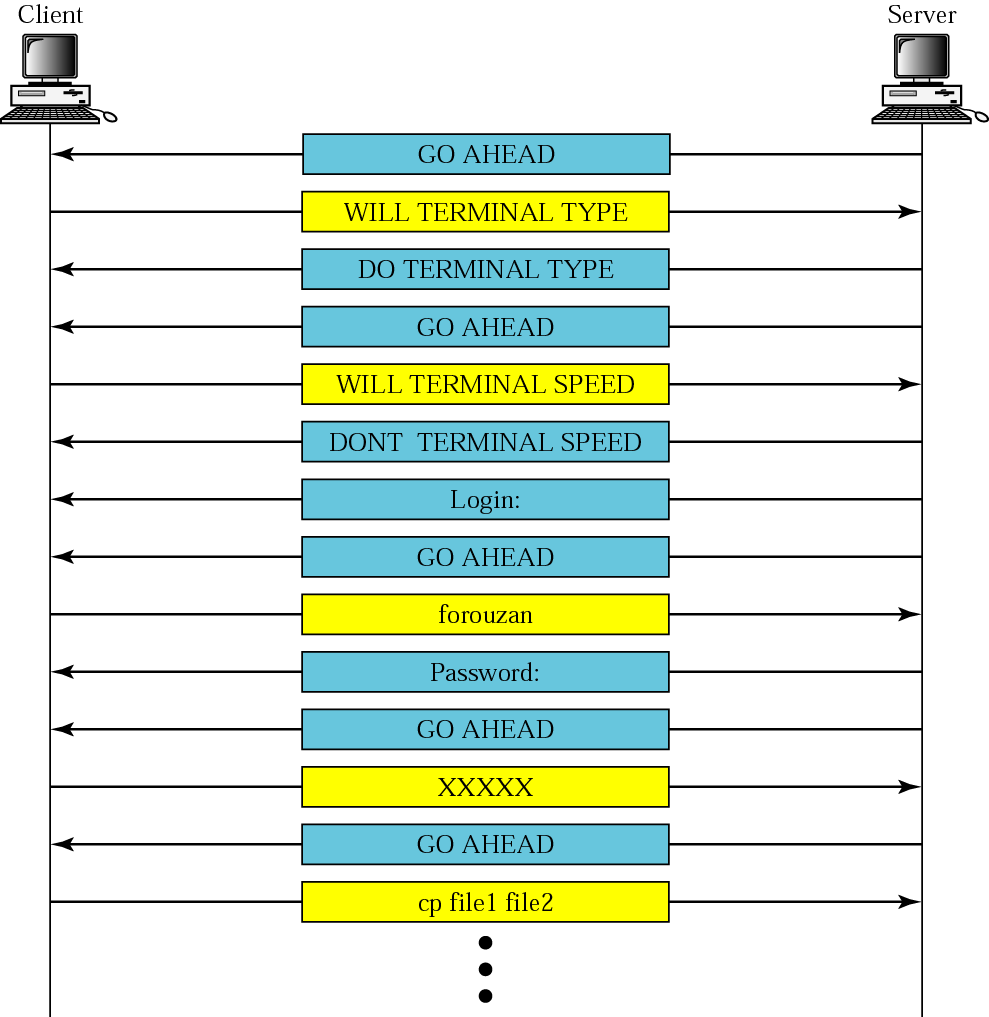 Client
Server
GO AHEAD
WILL TERMINAL TYPE
DO TERMINAL TYPE
GO AHEAD
WILL TERMINAL SPEED
DONT  TERMINAL SPEED
Login:
GO AHEAD
forouzan
Password:
GO AHEAD
XXXXX
GO AHEAD
cp file1 file2